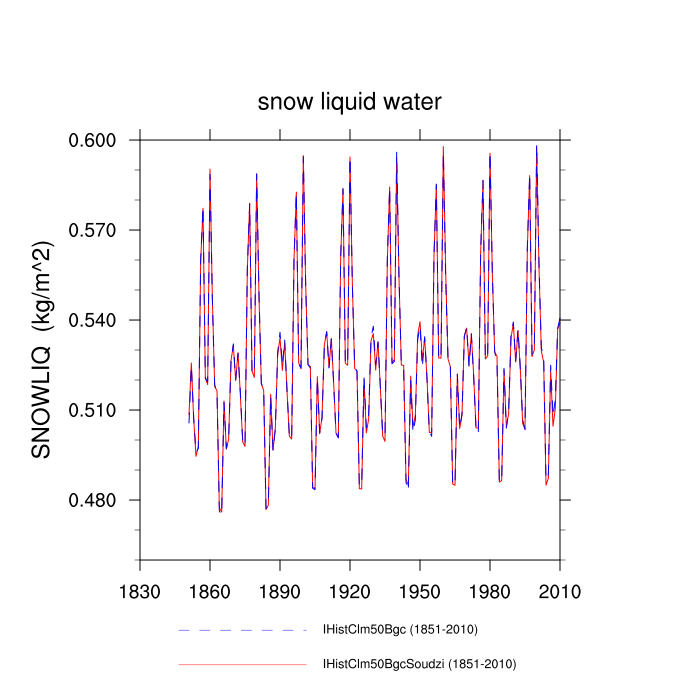 snow liquid water
0.600
0.570
0.540
0.510
0.480
SNOWLIQ (kg/m^2)
1830 1860 1890 1920 1950 1980 2010
IHistClm50Bgc (1851-2010)
IHistClm50BgcSoudzi (1851-2010)